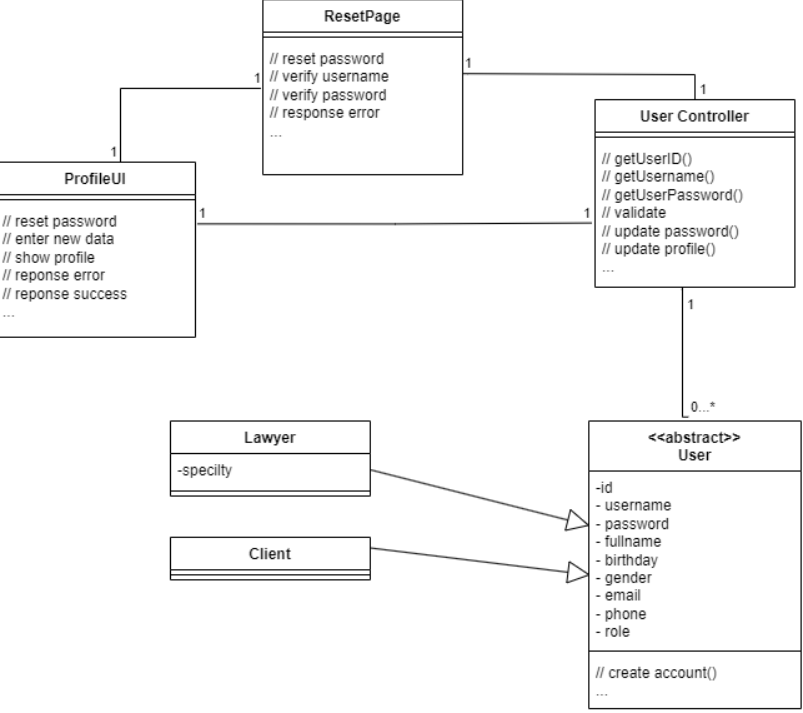 ResetPage
// reset password
// verify username
// verify password
// response error
...
1
1
1
1
User Controller
// getUserID()
// getUsername()
// getUserPassword()
// validate
// update password()
// update profile()
...
ProfileUI
// reset password
// enter new data
// show profile
// reponse error
// reponse success
...
1
1
1
0...*
Lawyer
-specilty
Client
<<abstract>>
User
-id
- username
- password
- fullname
- birthday
- gender
- email
- phone
- role
// create account()
...